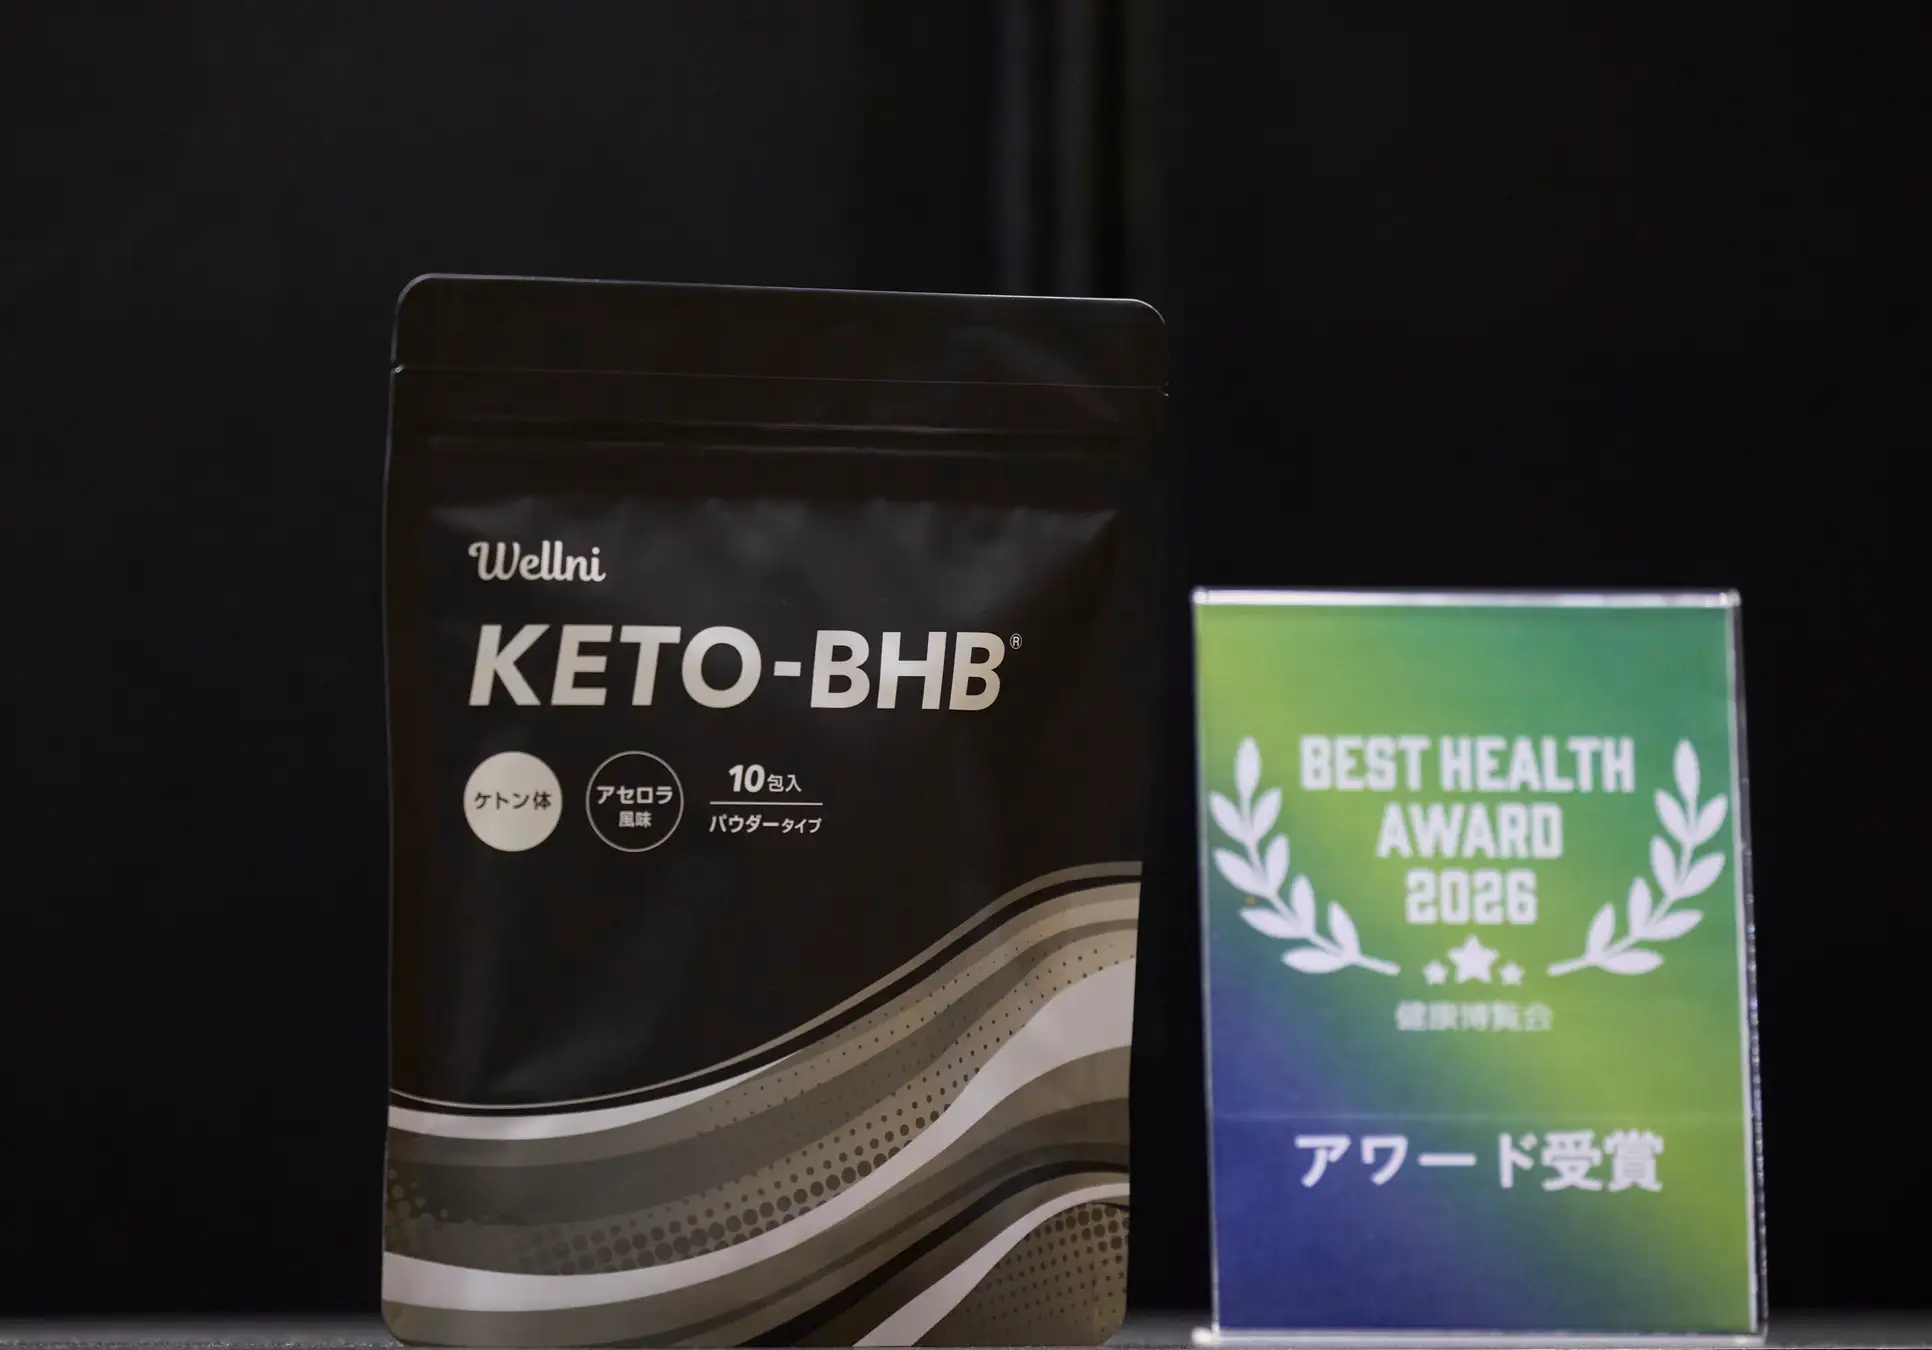 Wellni
KETO-BHB®
ケトン体
アセロラ
風味
10包入
パウダータイプ
BEST HEALTH
AWARD
2026
健康博覧会
アワード受賞